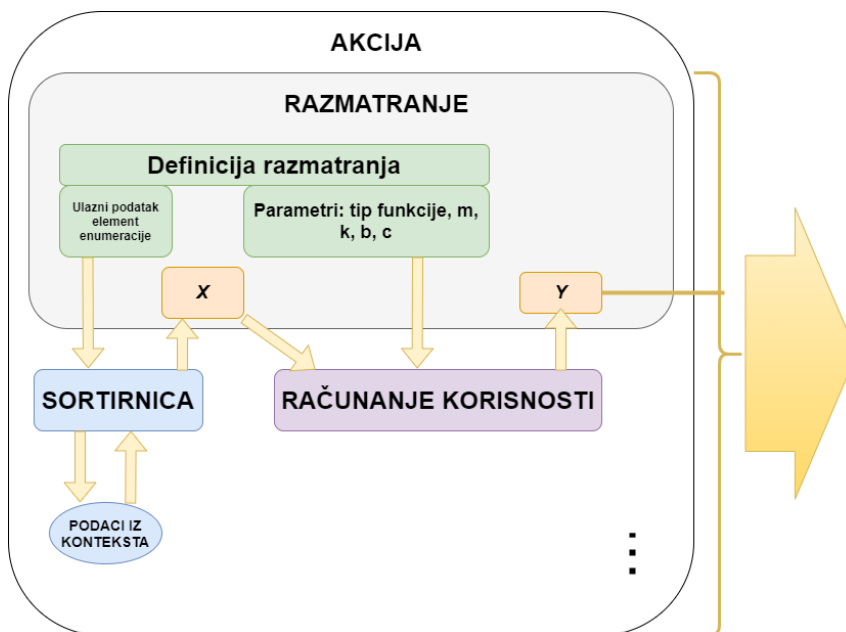 AKCIJA
RAZMATRANJE
Definicija razmatranja
Ulazni podatak
element
enumeracije
Parametri: tip funkcije, m,
k, b, c
X
Y
SORTIRNICA
RAČUNANJE KORISNOSTI
PODACI IZ
KONTEKSTA